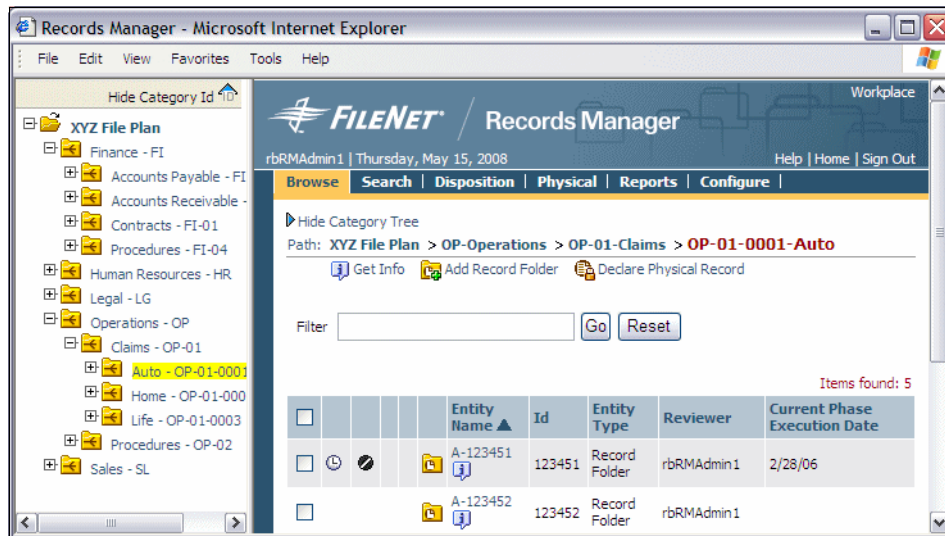 Records Manager - Microsoft Internet Explorer
File Edit View Favorites Tools Help
Hide Category Id ID
XYZ File Plan
Finance - FI
Accounts Payable - FI
Accounts Receivable -
Contracts - FI-01
Procedures - FI-04
Human Resources - HR
Legal - LG
Operations - OP
Claims - OP-01
Auto - OP-01-0001
Home - OP-01-000
Life - OP-01-0003
Procedures - OP-02
Sales - SL
Workplace
FILENET Records Manager
rbRMAdmin1 | Thursday, May 15, 2008 Help | Home | Sign Out
Browse Search | Disposition | Physical | Reports | Configure |
Hide Category Tree
Path: XYZ File Plan > OP-Operations > OP-01-Claims > OP-01-0001-Auto
Get Info Add Record Folder Declare Physical Record
Filter Go Reset
Items found: 5
Entity Name Id Entity Type Reviewer Current Phase Execution Date
A-123451 123451 Record Folder rbRMAdmin1 2/28/06
A-123452 123452 Record Folder rbRMAdmin1